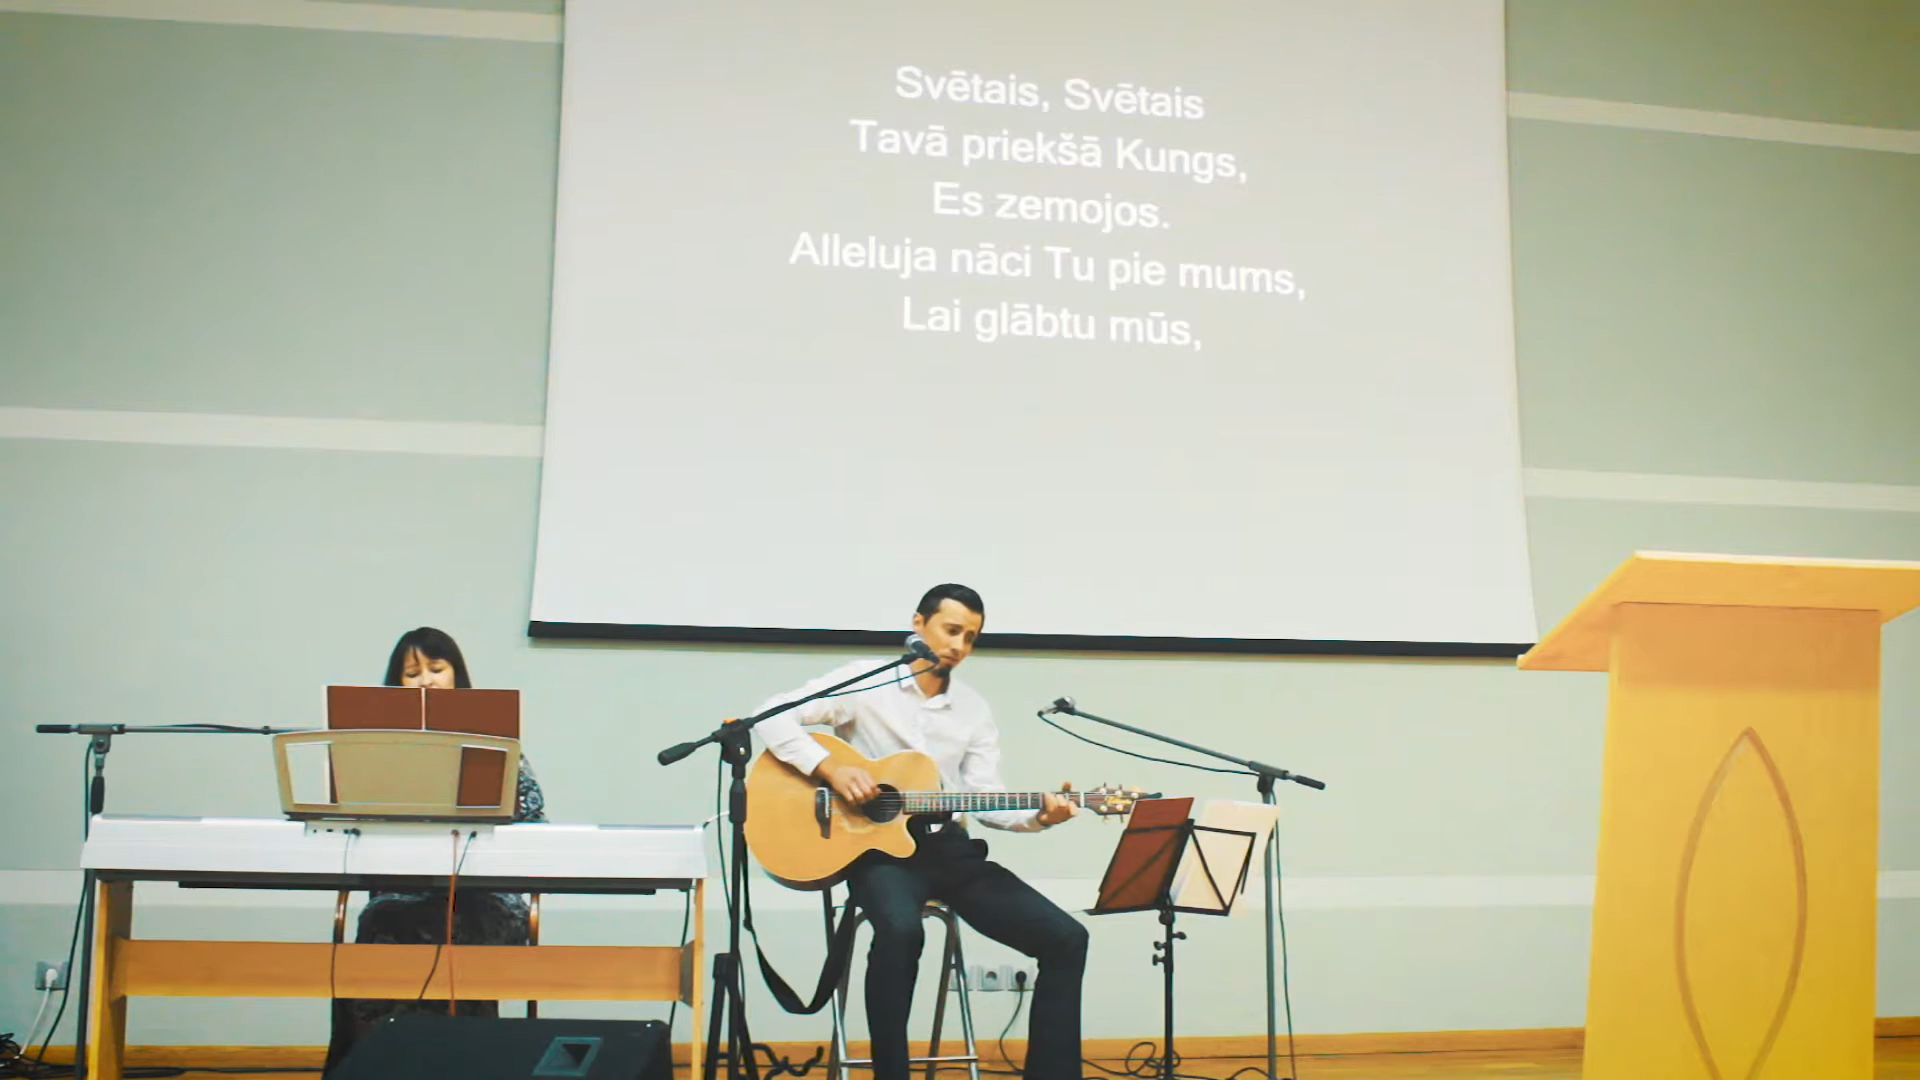 Svētais, Svētais
Tavā priekšā Kungs,
Es zemojos.
Alleluja nāci Tu pie mums,
Lai glābtu mūs,